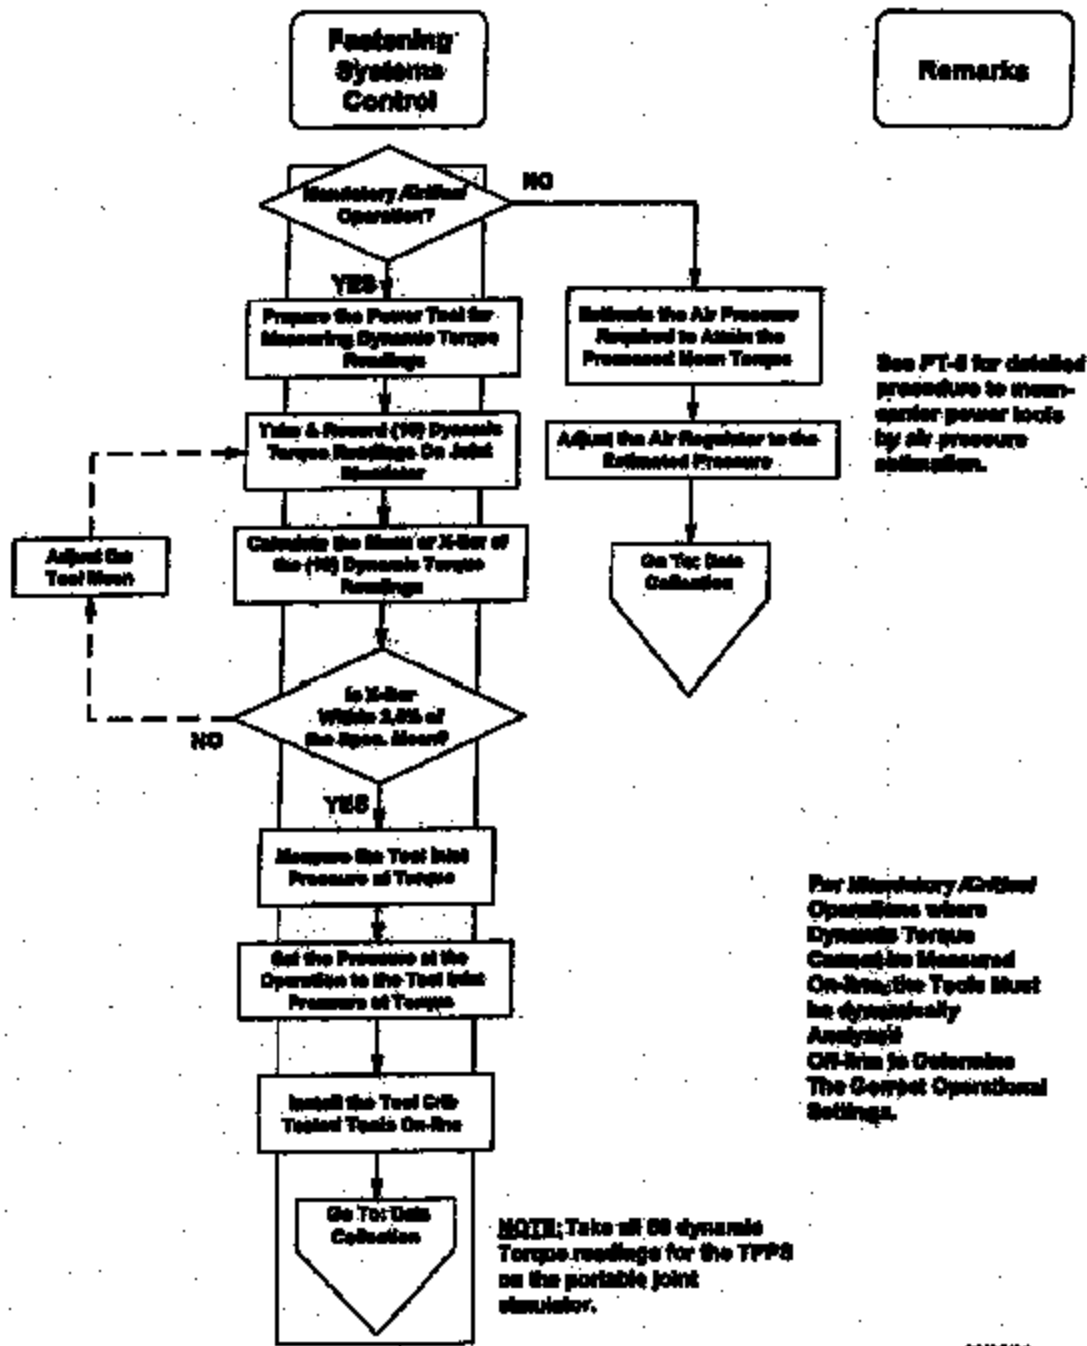 Fastening
Systems
Control
Remarks
Mandatory /Critical
Operation?
NO
YES
Prepare the Power Tool for
Measuring Dynamic Torque
Readings
Estimate the Air Pressure
Required to Attain the
Processed Mean Torque
See PT-6 for detailed
procedure to mean-
center power tools
by air pressure
estimation.
Take & Record (10) Dynamic
Torque Readings On Joint
Simulator
Adjust the Air Regulator to the
Estimated Pressure
Adjust the
Tool Mean
Calculate the Mean or X-Bar of
the (10) Dynamic Torque
Readings
Go To: Data
Collection
Is X-Bar
Within of
the Spec. Mean?
NO
YES
Measure the Tool Inlet
Pressure at Torque
Set the Pressure at the
Operation to the Tool Inlet
Pressure at Torque
Install the Tool Crib
Tested Tools On-line
For Mandatory /Critical
Operations where
Dynamic Torque
Cannot be Measured
On-line, the Tools Must
be dynamically
Analyzed
Off-line to Determine
The Correct Operational
Settings.
Go To: Data
Collection
NOTE: Take all dynamic
Torque readings for the TPPS
on the portable joint
simulator.